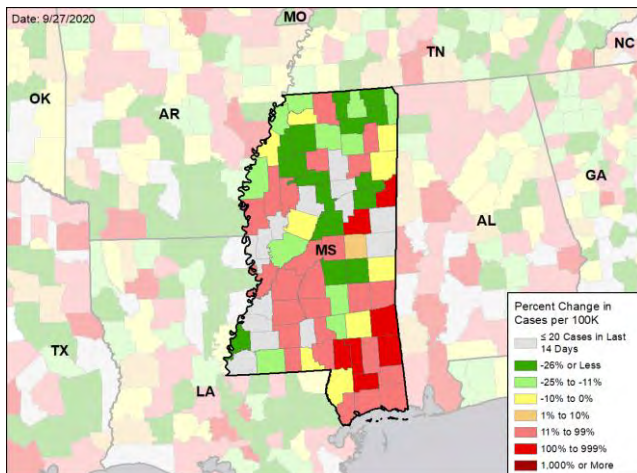 Date: 9/27/2020
MO
TN
NC
OK
AR
GA
AL
MS
TX
LA
Percent Change in
Cases per 100K
≤ 20 Cases in Last
14 Days
-26% or Less
-25% to -11%
-10% to 0%
1% to 10%
11% to 99%
100% to 999%
1,000% or More